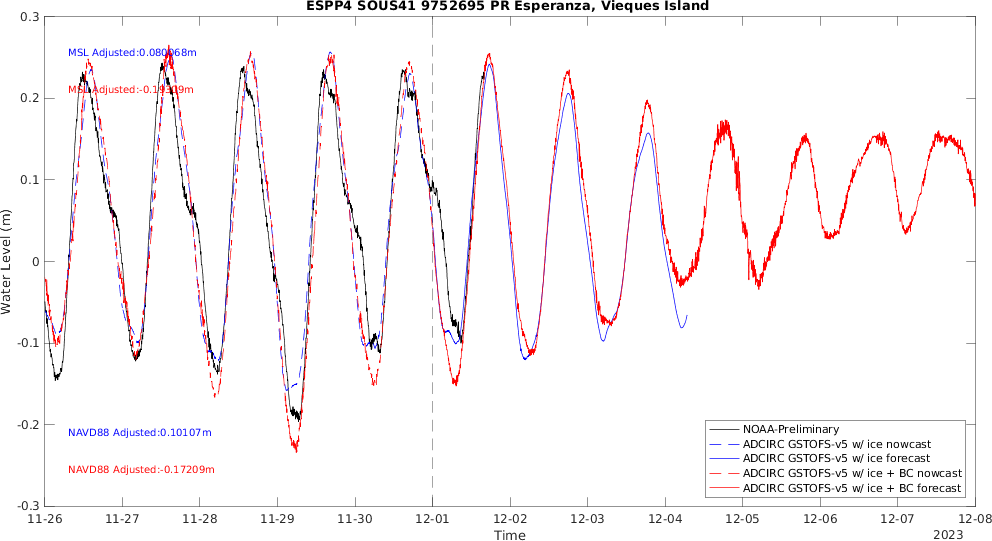 ESPP4 SOUS41 9752695 PR Esperanza, Vieques Island
0.3
0.2
0.1
0
-0.1
-0.2
-0.3
Water Level (m)
MSL Adjusted:0.080068m
MSL
NAVD88 Adjusted:0.10107m
NAVD88 Adjusted:-0.17209m
NOAA-Preliminary
ADCIRC GSTOFS-v5 w/ ice nowcast
ADCIRC GSTOFS-v5 w/ ice forecast
ADCIRC GSTOFS-v5 w/ ice + BC nowcast
ADCIRC GSTOFS-v5 w/ ice + BC forecast
11-26 11-27 11-28 11-29 11-30 12-01 12-02 12-03 12-04 12-05 12-06 12-07 12-08
Time
2023